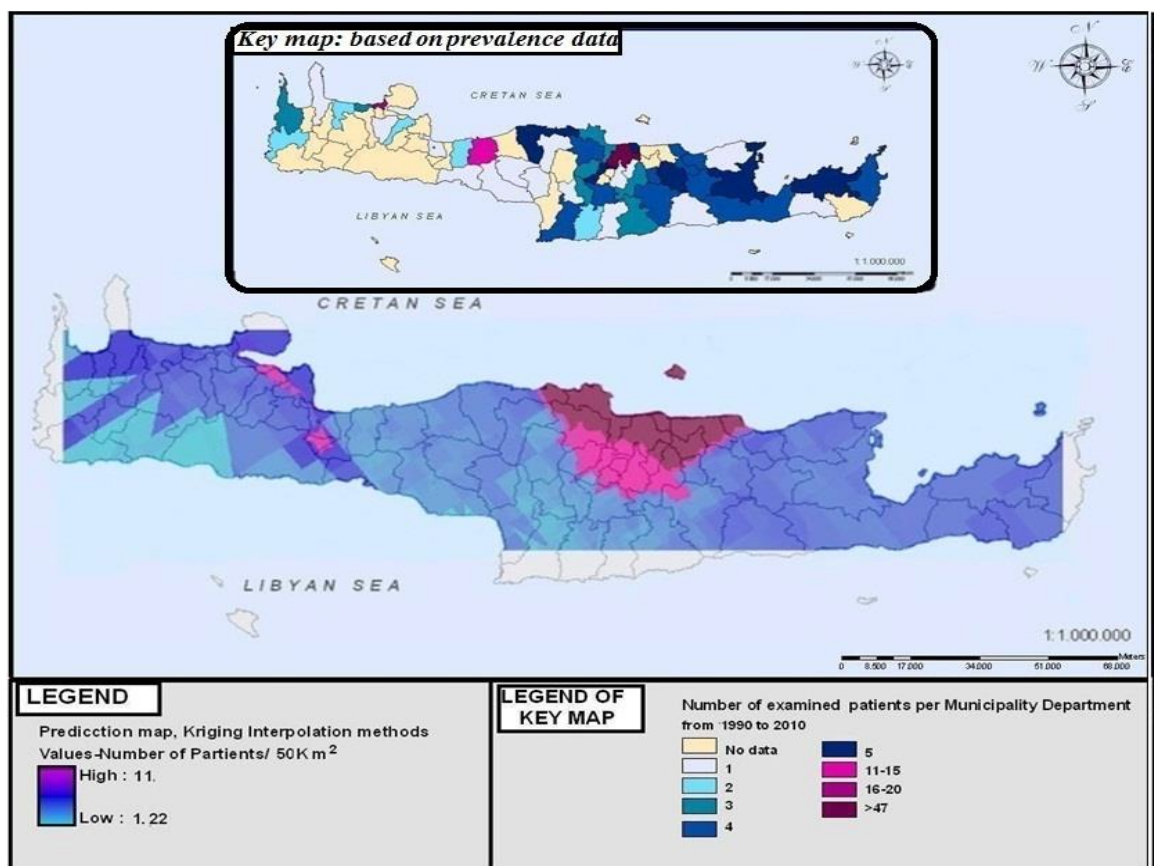 Key map: based on prevalence data
N
W E
S
CRETAN SEA
LIBYAN SEA
1:1.000.000
N
W E
S
CRETAN SEA
LIBYAN SEA
1:1.000.000
Meters
0 8.500 17.000 34.000 51.000 68.000
LEGEND
Predicction map, Kriging Interpolation methods
Values-Number of Partients/ 50Km²
High : 11.
Low : 1.22
LEGEND OF
KEY MAP
Number of examined patients per Municipality Department
from 1990 to 2010
No data
1
2
3
4
5
11-15
16-20
>47